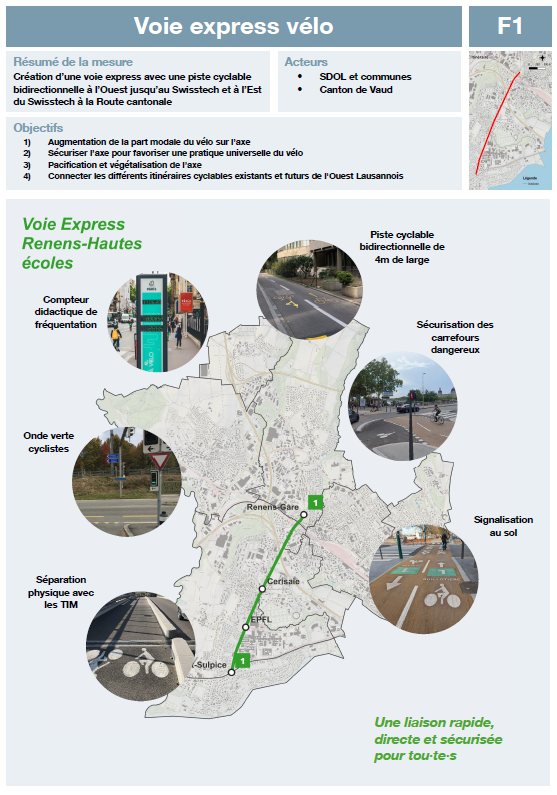 Voie express vélo
F1
Résumé de la mesure
Création d'une voie express avec une piste cyclable
bidirectionnelle à l'Ouest jusqu'au Swisstech et à l'Est
du Swisstech à la Route cantonale
Acteurs
• SDOL et communes
• Canton de Vaud
Objectifs
1) Augmentation de la part modale du vélo sur l'axe
2) Sécuriser l'axe pour favoriser une pratique universelle du vélo
3) Pacification et végétalisation de l'axe
4) Connecter les différents itinéraires cyclables existants et futurs de l'Ouest Lausannois
Légende
Voie Express
Renens-Hautes
écoles
Piste cyclable
bidirectionnelle de
4m de large
Compteur
didactique de
fréquentation
Sécurisation des
carrefours
dangereux
Onde verte
cyclistes
Renens-Gare
1
Signalisation
au sol
Séparation
physique avec
les TIM
Cerisaie
EPFL
-Sulpice
1
Une liaison rapide,
directe et sécurisée
pour tou·te·s